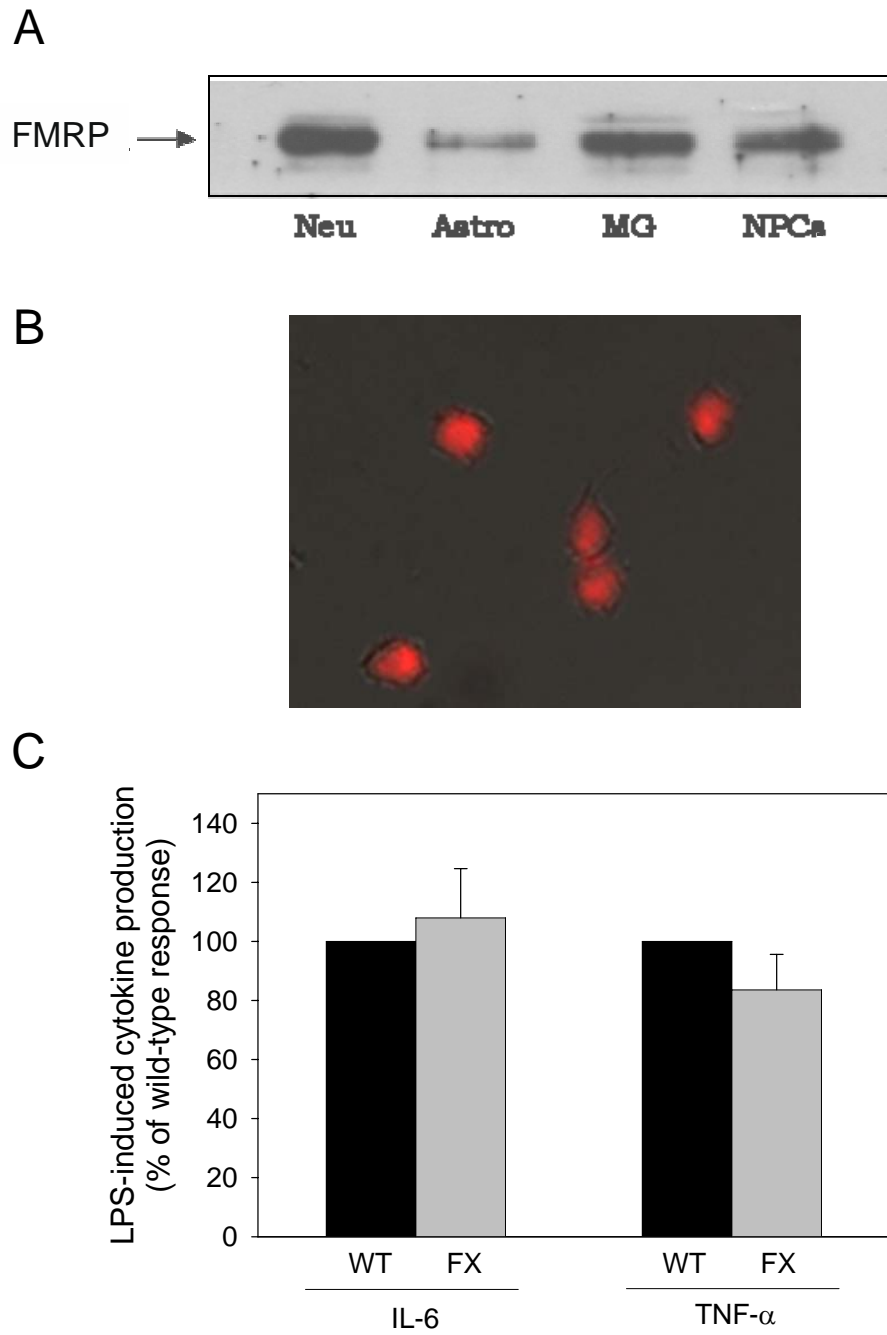 A
FMRP
Neu Astro MG NPCs
B
C
LPS-induced cytokine production
(% of wild-type response)
140
120
100
80
60
40
20
0
WT FX WT FX
IL-6 TNF-α